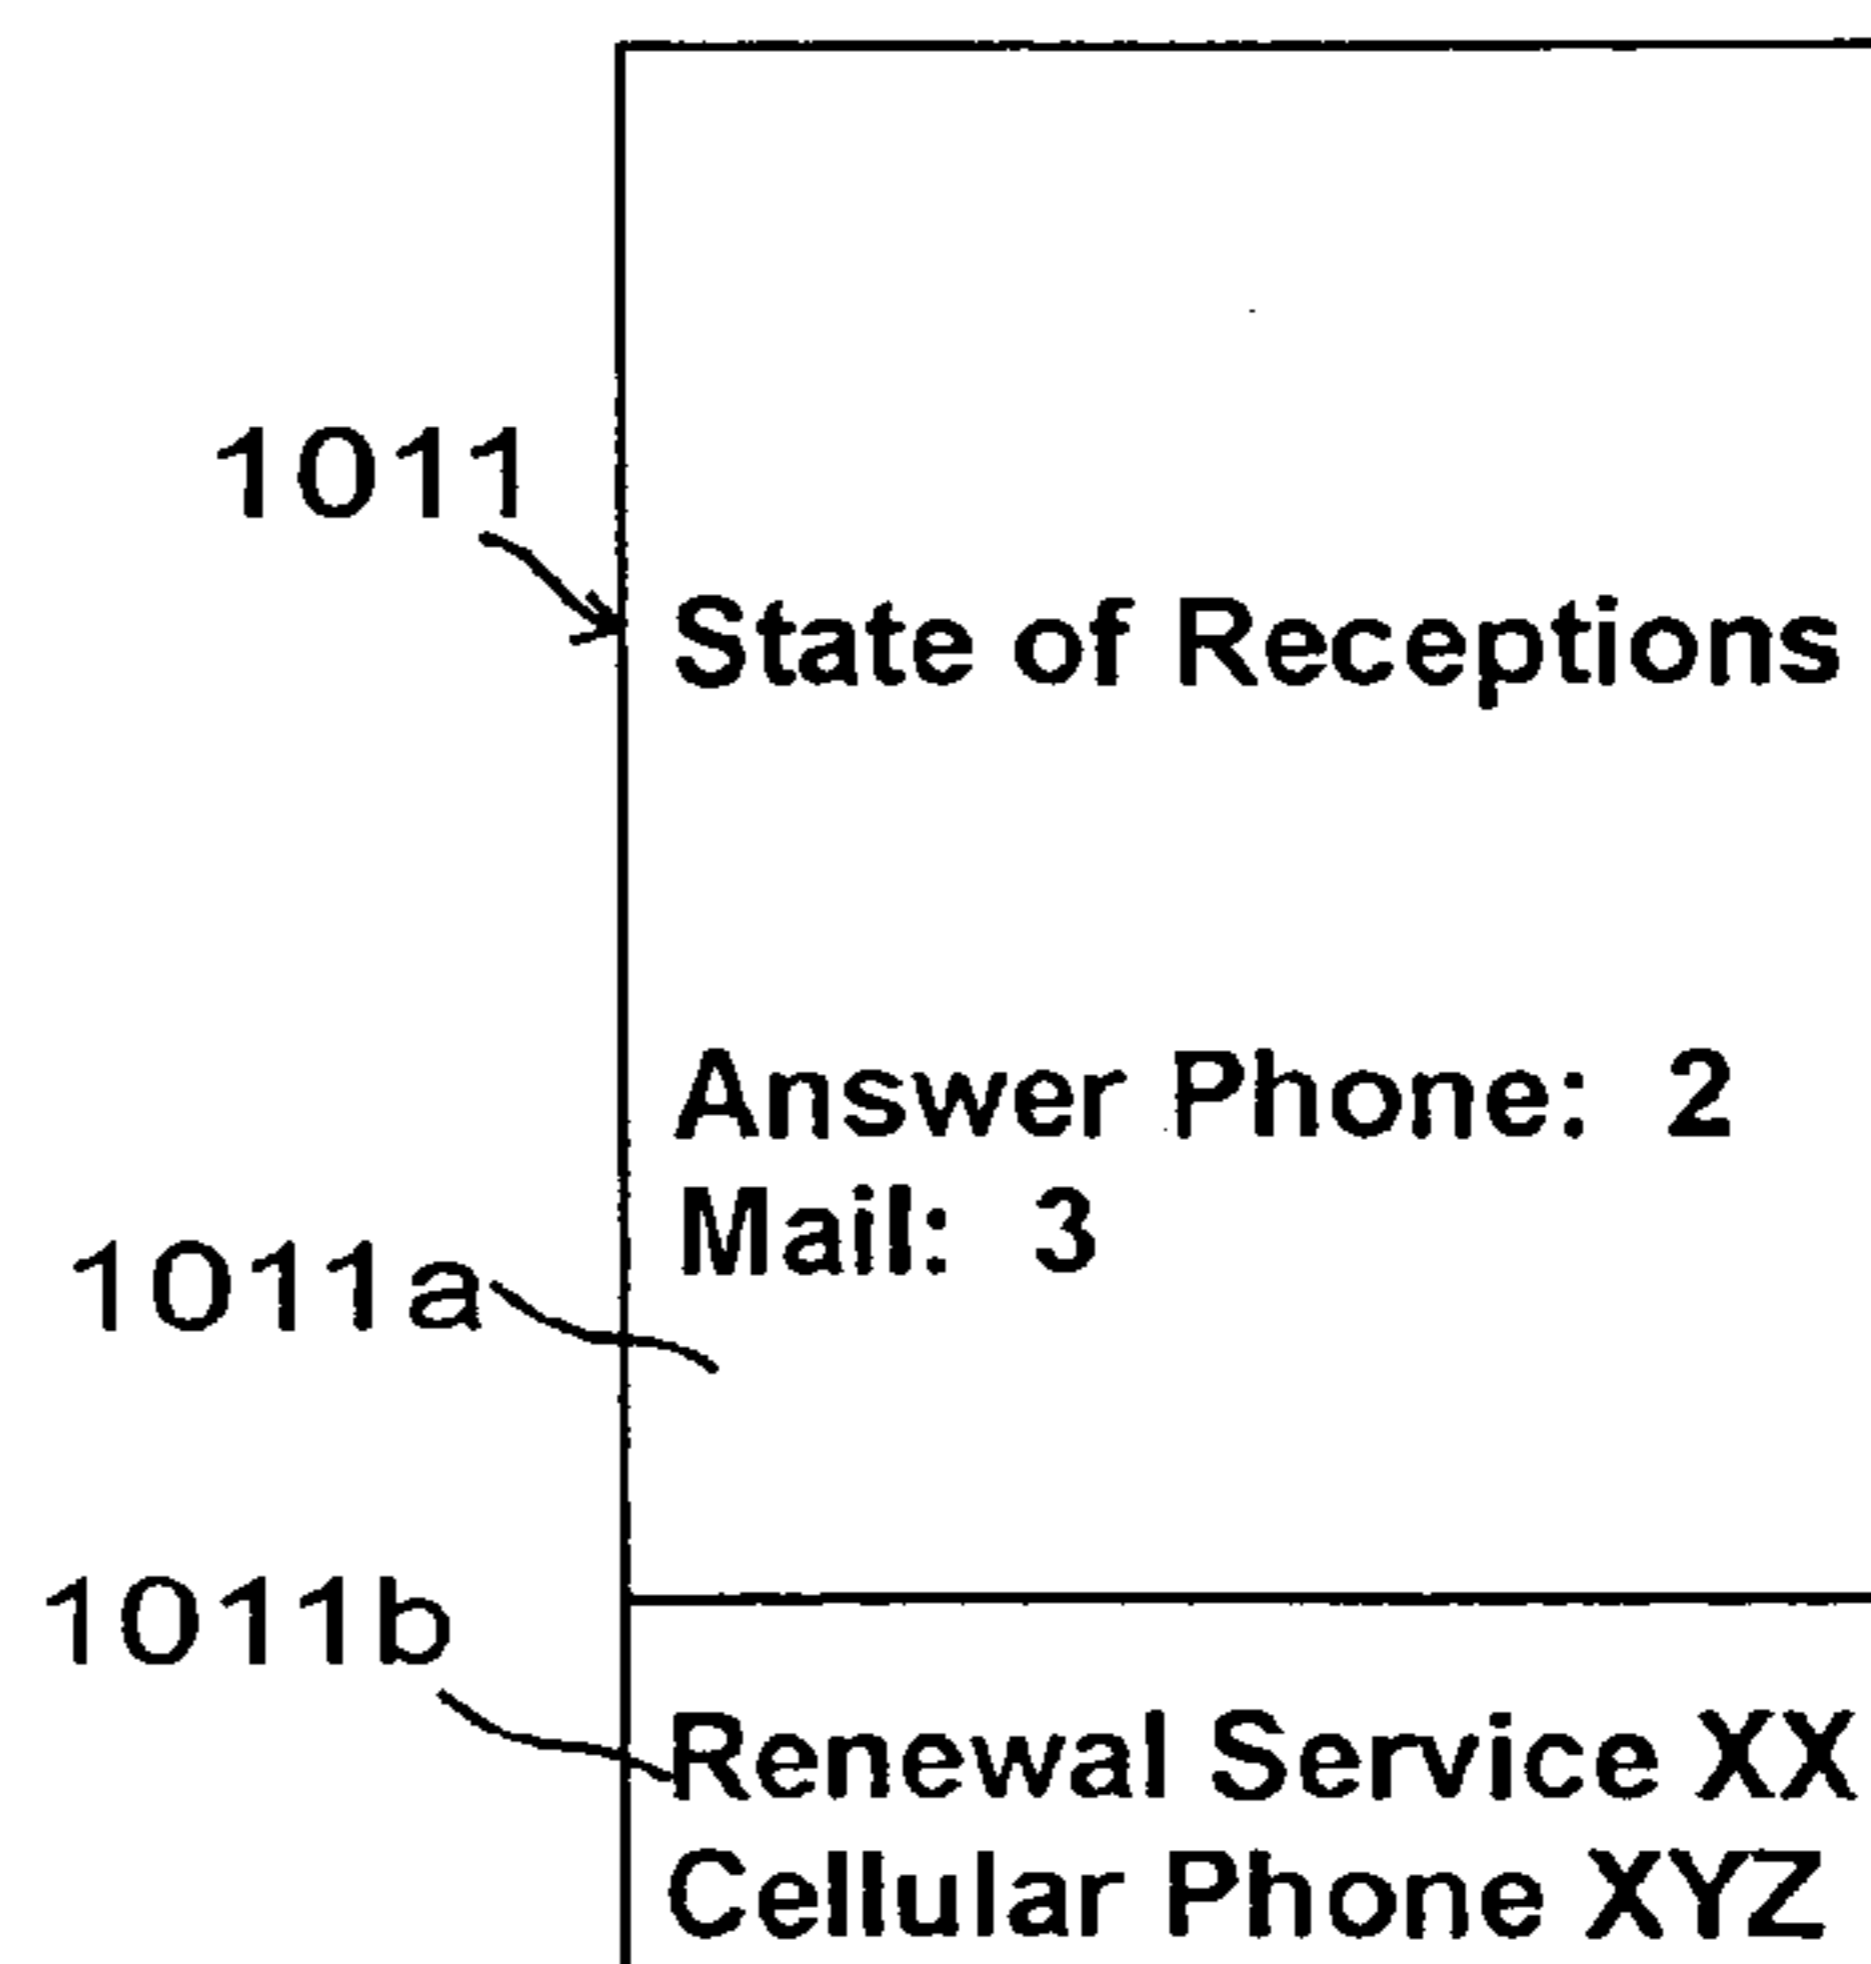 1011
State of Receptions
Answer Phone: 2
Mail: 3
1011a
1011b
Renewal Service XX
Cellular Phone XYZ